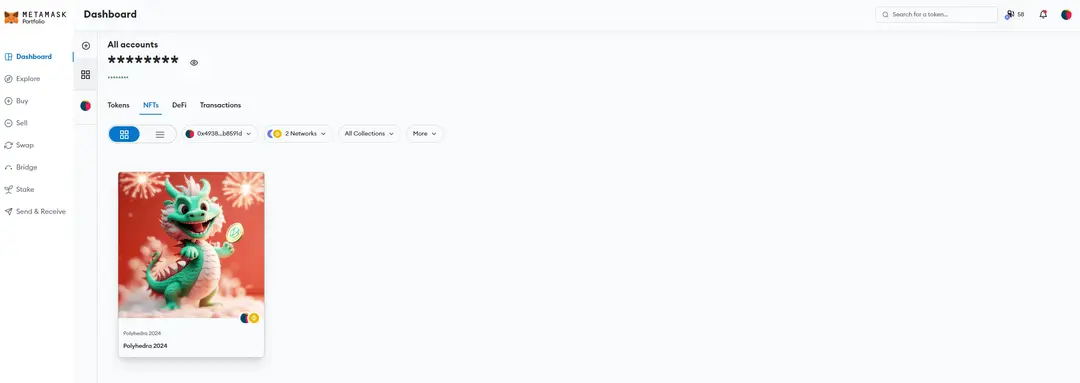 METAMASK
Portfolio
Dashboard
Search for a token...
58
Dashboard
Explore
Buy
Sell
Swap
Bridge
Stake
Send & Receive
All accounts
********
********
Tokens
NFTs
DeFi
Transactions
0x4938...b8591d
2 Networks
All Collections
More
Polyhedra 2024
Polyhedra 2024